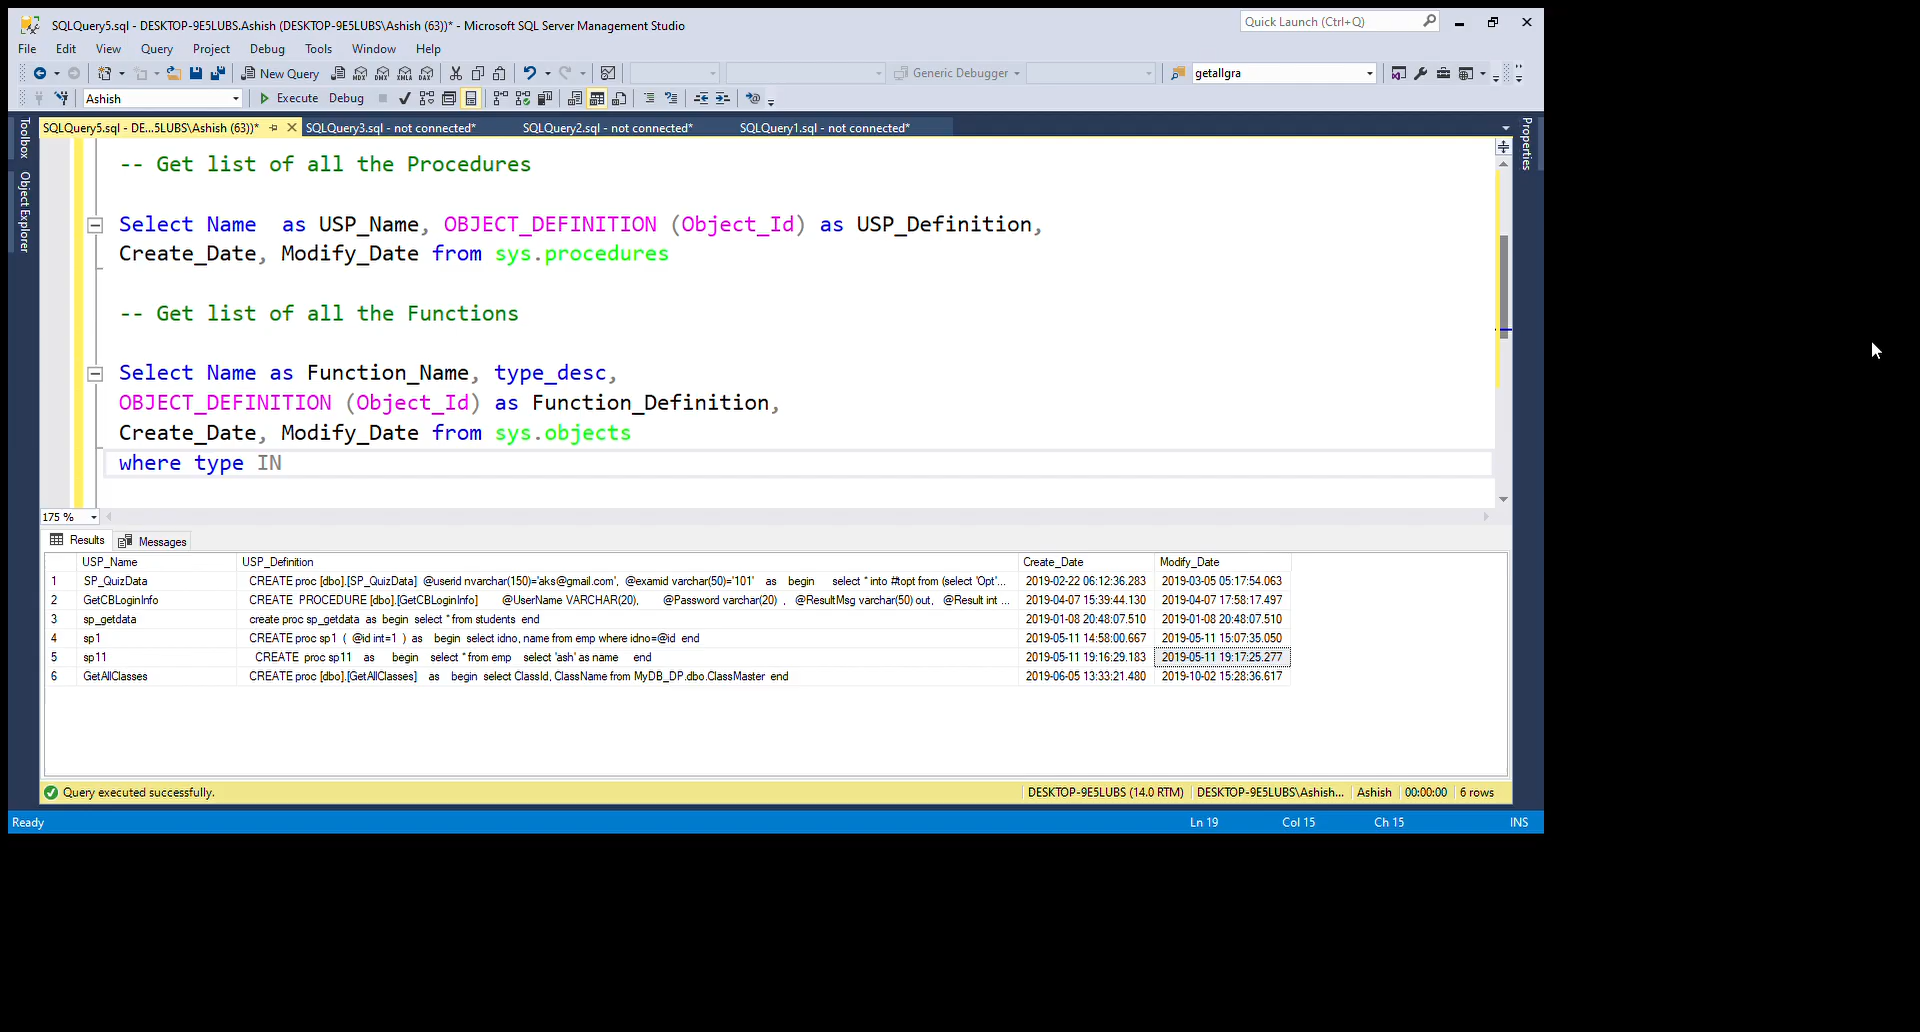 SQLQuery5.sql - DESKTOP-9E5LUBS.Ashish (DESKTOP-9E5LUBS\Ashish (63))* - Microsoft SQL Server Management Studio
Quick Launch (Ctrl+Q)
File Edit View Query Project Debug Tools Window Help
New Query MDX DMX XMLA DAX Generic Debugger getallgra
Ashish Execute Debug
SQLQuery5.sql - DE...5LUBS\Ashish (63))* SQLQuery3.sql - not connected* SQLQuery2.sql - not connected* SQLQuery1.sql - not connected*
Toolbox
Object Explorer
Properties
-- Get list of all the Procedures
Select Name  as USP_Name, OBJECT_DEFINITION (Object_Id) as USP_Definition,
Create_Date, Modify_Date from sys.procedures
-- Get list of all the Functions
Select Name as Function_Name, type_desc,
OBJECT_DEFINITION (Object_Id) as Function_Definition,
Create_Date, Modify_Date from sys.objects
where type IN
175 %
Results Messages
USP_Name USP_Definition Create_Date Modify_Date
1 SP_QuizData CREATE proc [dbo].[SP_QuizData] @userid nvarchar(150)='aks@gmail.com', @examid varchar(50)='101' as begin select * into #topt from (select 'Opt'... 2019-02-22 06:12:36.283 2019-03-05 05:17:54.063
2 GetCBLoginInfo CREATE PROCEDURE [dbo].[GetCBLoginInfo] @UserName VARCHAR(20), @Password varchar(20) , @ResultMsg varchar(50) out, @Result int ... 2019-04-07 15:39:44.130 2019-04-07 17:58:17.497
3 sp_getdata create proc sp_getdata as begin select * from students end 2019-01-08 20:48:07.510 2019-01-08 20:48:07.510
4 sp1 CREATE proc sp1 ( @id int=1 ) as begin select idno, name from emp where idno=@id end 2019-05-11 14:58:00.667 2019-05-11 15:07:35.050
5 sp11 CREATE proc sp11 as begin select * from emp select 'ash' as name end 2019-05-11 19:16:29.183 2019-05-11 19:17:25.277
6 GetAllClasses CREATE proc [dbo].[GetAllClasses] as begin select ClassId, ClassName from MyDB_DP.dbo.ClassMaster end 2019-06-05 13:33:21.480 2019-10-02 15:28:36.617
Query executed successfully. DESKTOP-9E5LUBS (14.0 RTM) DESKTOP-9E5LUBS\Ashish... Ashish 00:00:00 6 rows
Ready Ln 19 Col 15 Ch 15 INS